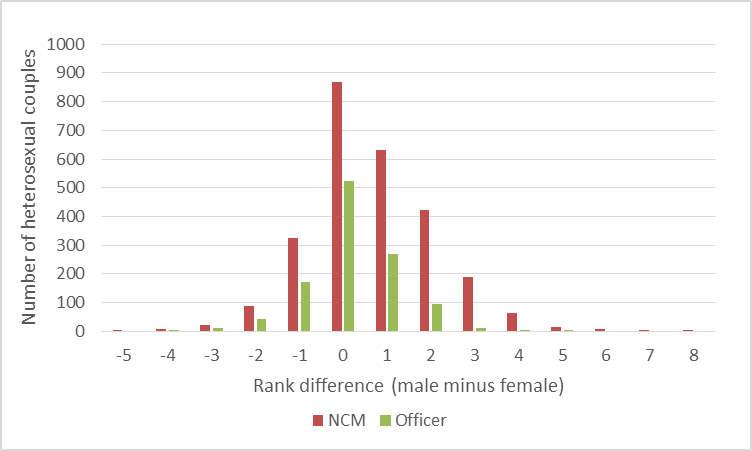 Number of heterosexual couples
1000
900
800
700
600
500
400
300
200
100
0
-5 -4 -3 -2 -1 0 1 2 3 4 5 6 7 8
Rank difference (male minus female)
NCM Officer